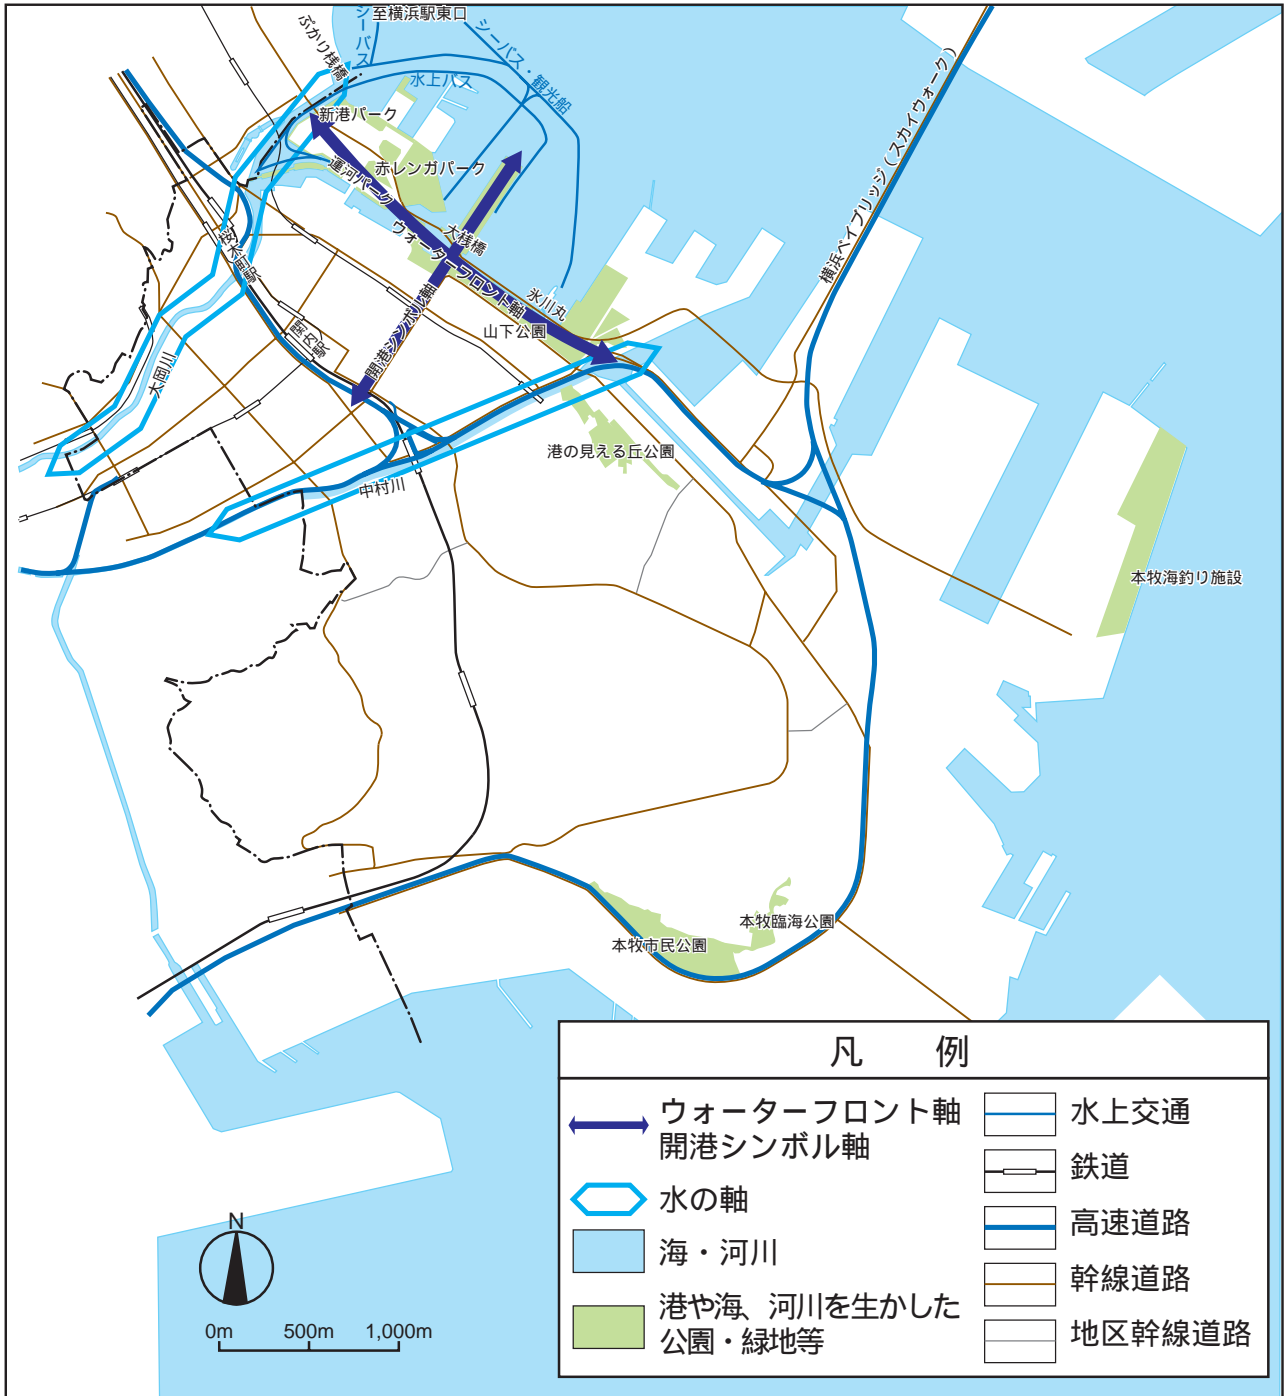 至横浜駅東口
シーバス
ぷかり桟橋
シーバス・観光船
水上バス
新港パーク
赤レンガパーク
運河パーク
横浜ベイブリッジ(スカイウォーク)
大桟橋
桜木町駅
ウォーターフロント軸
氷川丸
開港シンボル軸
山下公園
関内駅
大岡川
港の見える丘公園
中村川
本牧海釣り施設
本牧臨海公園
本牧市民公園
凡 例
ウォーターフロント軸
開港シンボル軸
水の軸
海・河川
港や海、河川を生かした
公園・緑地等
水上交通
鉄道
高速道路
幹線道路
地区幹線道路
N
0m 500m 1,000m